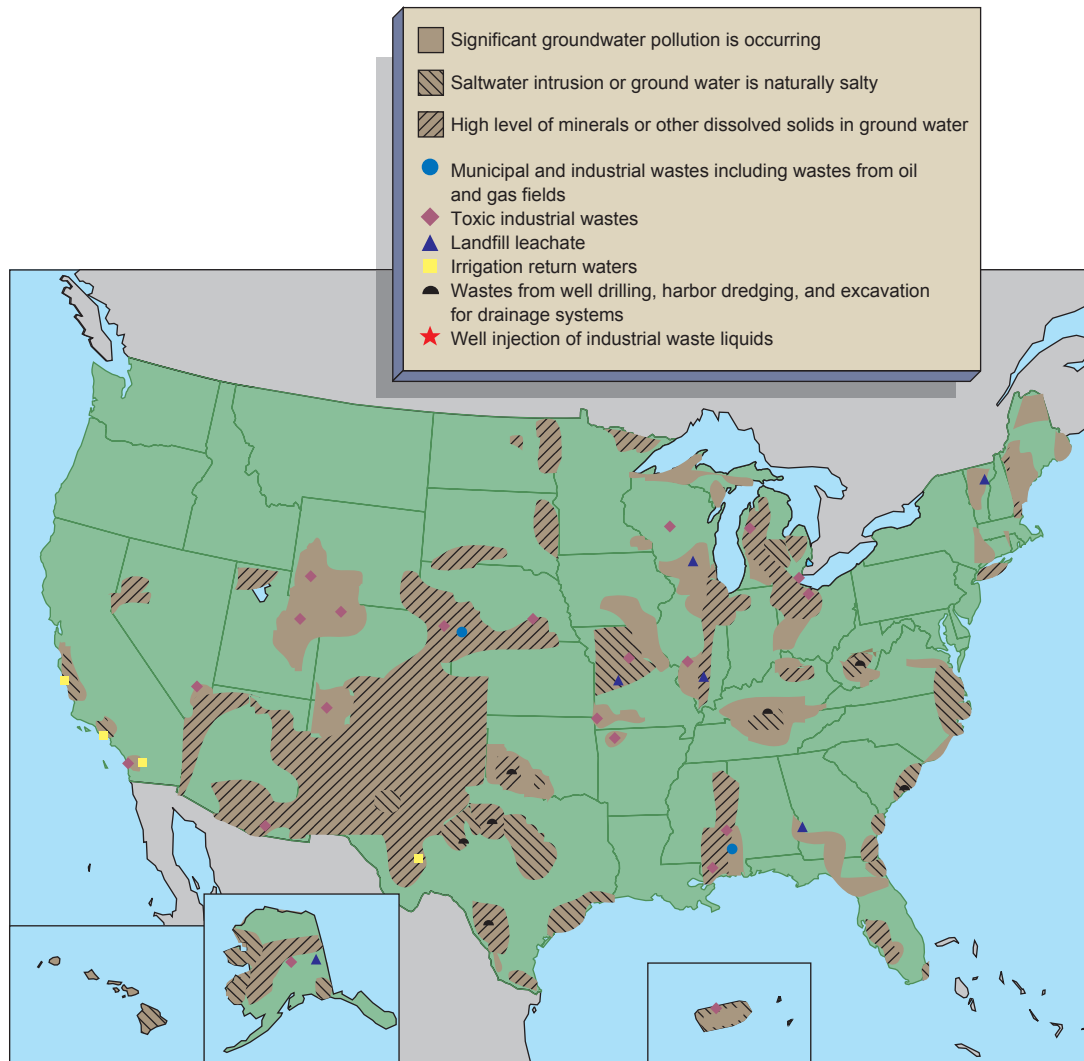 Significant groundwater pollution is occurring
Saltwater intrusion or ground water is naturally salty
High level of minerals or other dissolved solids in ground water
Municipal and industrial wastes including wastes from oil
and gas fields
Toxic industrial wastes
Landfill leachate
Irrigation return waters
Wastes from well drilling, harbor dredging, and excavation
for drainage systems
Well injection of industrial waste liquids